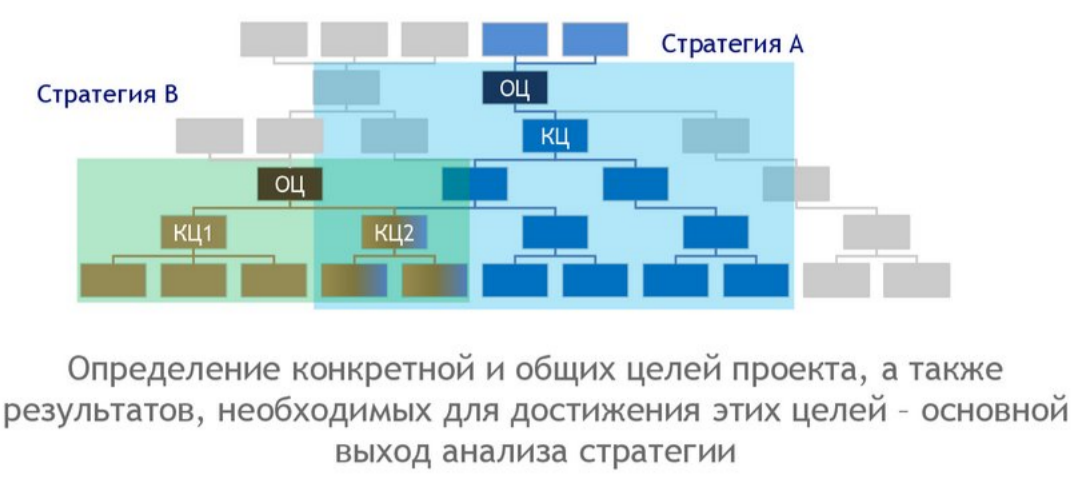 Стратегия А
Стратегия В
ОЦ
КЦ
ОЦ
КЦ1
КЦ2
Определение конкретной и общих целей проекта, а также
результатов, необходимых для достижения этих целей – основной
выход анализа стратегии